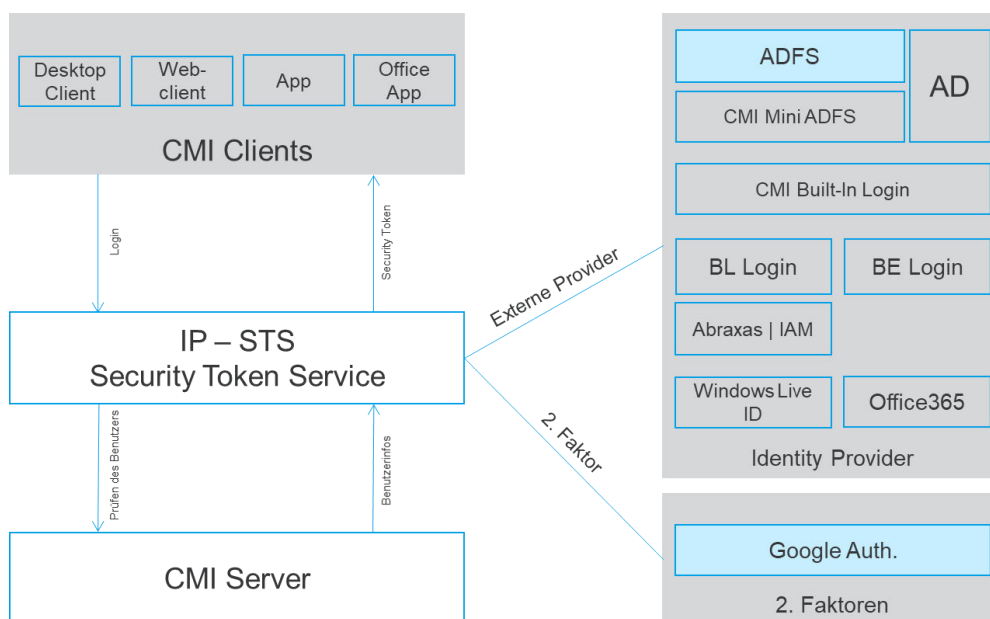 Desktop
Client
Web-
client
App
Office
App
CMI Clients
Login
Security Token
IP – STS
Security Token Service
Prüfen des Benutzers
Benutzerinfos
CMI Server
Externe Provider
2. Faktor
ADFS
AD
CMI Mini ADFS
CMI Built-In Login
BL Login
BE Login
Abraxas | IAM
Windows Live
ID
Office365
Identity Provider
Google Auth.
2. Faktoren